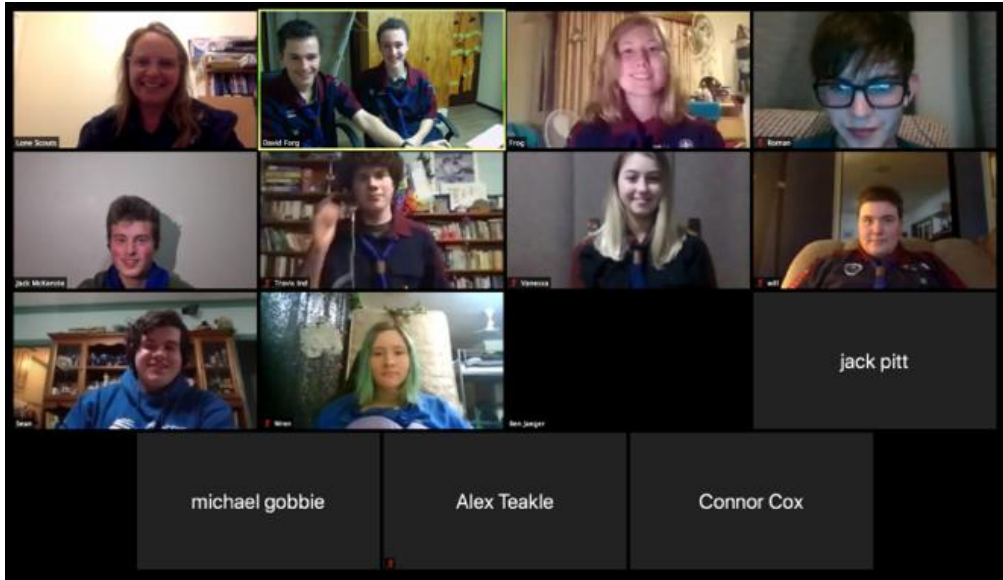 Lone Scouts
David Forg
Frog
Roman
Jack McKenzie
Travis Ind
Vanessa
will
Sean
Wren
Ben Jaeger
jack pitt
michael gobbie
Alex Teakle
Connor Cox